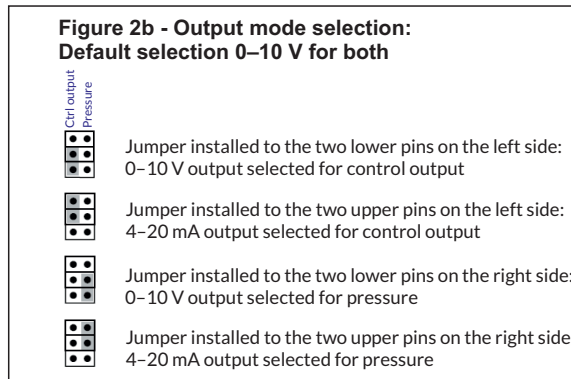 Figure 2b - Output mode selection:
Default selection 0–10 V for both
Ctrl output
Pressure
Jumper installed to the two lower pins on the left side:
0–10 V output selected for control output
Jumper installed to the two upper pins on the left side:
4–20 mA output selected for control output
Jumper installed to the two lower pins on the right side:
0–10 V output selected for pressure
Jumper installed to the two upper pins on the right side
4–20 mA output selected for pressure